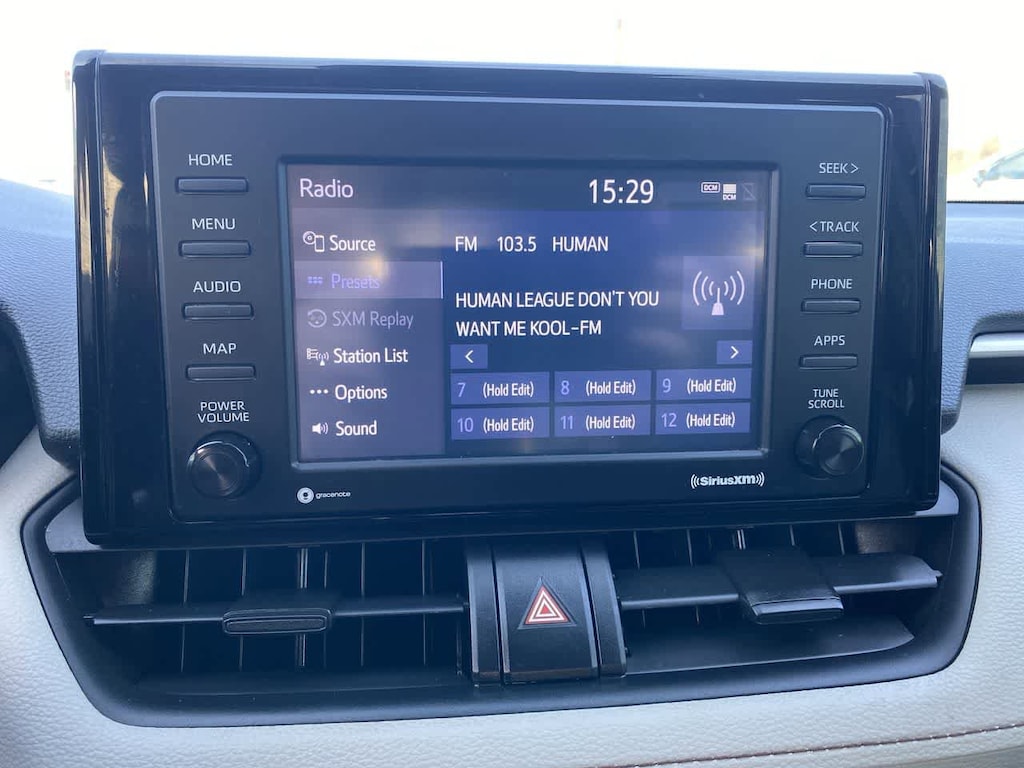 HOME
MENU
AUDIO
MAP
POWER
VOLUME
Radio
15:29
DCM
DCM
Source
Presets
SXM Replay
Station List
Options
Sound
FM 103.5 HUMAN
HUMAN LEAGUE DON'T YOU
WANT ME KOOL-FM
<
>
7 (Hold Edit) 8 (Hold Edit) 9 (Hold Edit)
10 (Hold Edit) 11 (Hold Edit) 12 (Hold Edit)
SEEK >
< TRACK
PHONE
APPS
TUNE
SCROLL
gracenote
SiriusXM